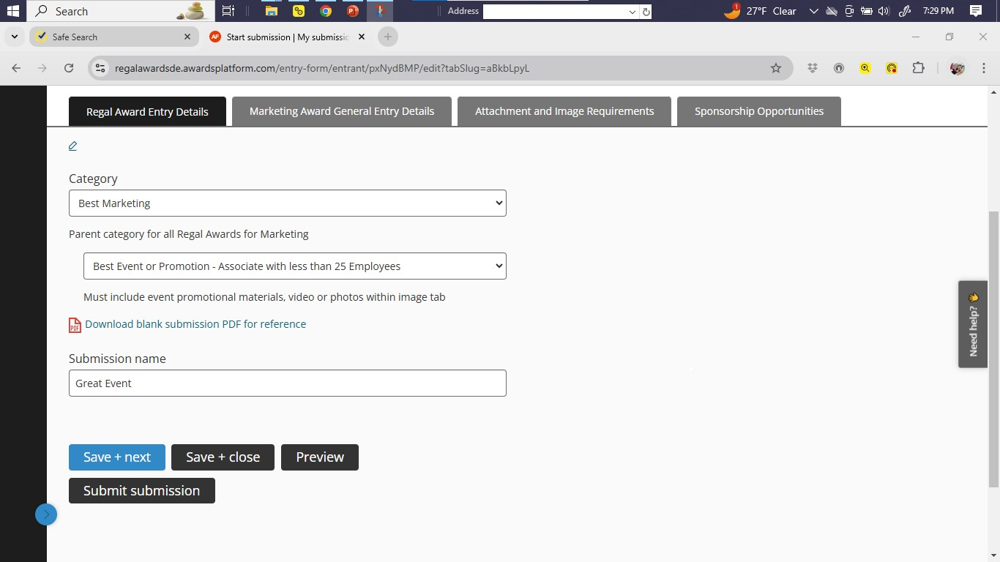 Search
Address
1
27°F Clear
7:29 PM
Safe Search
AF
Start submission | My submissic
regalawardsde.awardsplatform.com/entry-form/entrant/pxNydBMP/edit?tabSlug=aBkbLpyL
Regal Award Entry Details
Marketing Award General Entry Details
Attachment and Image Requirements
Sponsorship Opportunities
Category
Best Marketing
Parent category for all Regal Awards for Marketing
Best Event or Promotion - Associate with less than 25 Employees
Must include event promotional materials, video or photos within image tab
PDF
Download blank submission PDF for reference
Need help?
Submission name
Great Event
Save + next
Save + close
Preview
Submit submission